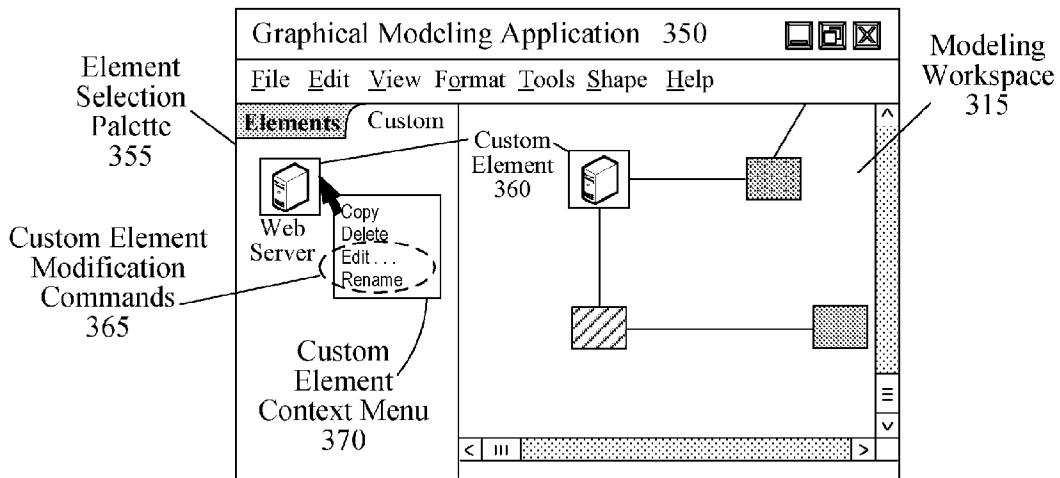 Graphical Modeling Application 350
File Edit View Format Tools Shape Help
Element
Selection
Palette
355
Modeling
Workspace
315
Elements
Custom
Custom
Element
360
Web
Server
Copy
Delete
Edit . . .
Rename
Custom Element
Modification
Commands
365
Custom
Element
Context Menu
370